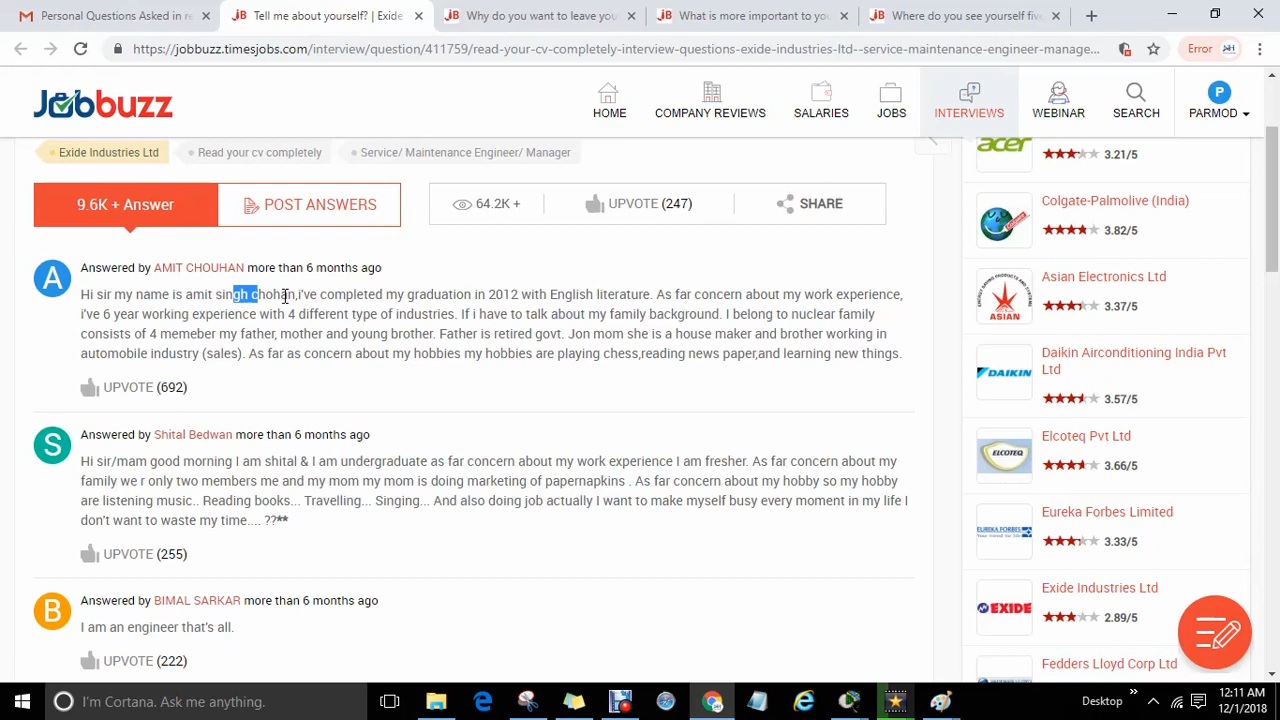 Personal Questions Asked in re
Tell me about yourself? | Exide
Why do you want to leave you
What is more important to you
Where do you see yourself five
https://jobbuzz.timesjobs.com/interview/question/411759/read-your-cv-completely-interview-questions-exide-industries-ltd--service-maintenance-engineer-manage...
Error
jobbuzz
HOME
COMPANY REVIEWS
SALARIES
JOBS
INTERVIEWS
WEBINAR
SEARCH
P
PARMOD
Exide Industries Ltd
Read your cv completely
Service/ Maintenance Engineer/ Manager
9.6K + Answer
POST ANSWERS
64.2K +
UPVOTE (247)
SHARE
A
Answered by AMIT CHOUHAN more than 6 months ago
Hi sir my name is amit singh chohan,i've completed my graduation in 2012 with English literature. As far concern about my work experience,
i've 6 year working experience with 4 different type of industries. If i have to talk about my family background. I belong to nuclear family
consists of 4 memeber my father, mother and young brother. Father is retired govt. Jon mom she is a house maker and brother working in
automobile industry (sales). As far as concern about my hobbies my hobbies are playing chess,reading news paper,and learning new things.
UPVOTE (692)
S
Answered by Shital Bedwan more than 6 months ago
Hi sir/mam good morning I am shital & I am undergraduate as far concern about my work experience I am fresher. As far concern about my
family we r only two members me and my mom my mom is doing marketing of papernapkins . As far concern about my hobby so my hobby
are listening music.. Reading books... Travelling... Singing... And also doing job actually I want to make myself busy every moment in my life I
don't want to waste my time.... ??**
UPVOTE (255)
B
Answered by BIMAL SARKAR more than 6 months ago
I am an engineer that's all.
UPVOTE (222)
acer
3.21/5
Colgate-Palmolive (India)
3.82/5
ASIAN
Asian Electronics Ltd
3.37/5
DAIKIN
Daikin Airconditioning India Pvt
Ltd
3.57/5
ELCOTEQ
Elcoteq Pvt Ltd
3.66/5
EUREKA FORBES
Eureka Forbes Limited
3.33/5
EXIDE
Exide Industries Ltd
2.89/5
Fedders Lloyd Corp Ltd
I'm Cortana. Ask me anything.
Desktop
12:11 AM
12/1/2018